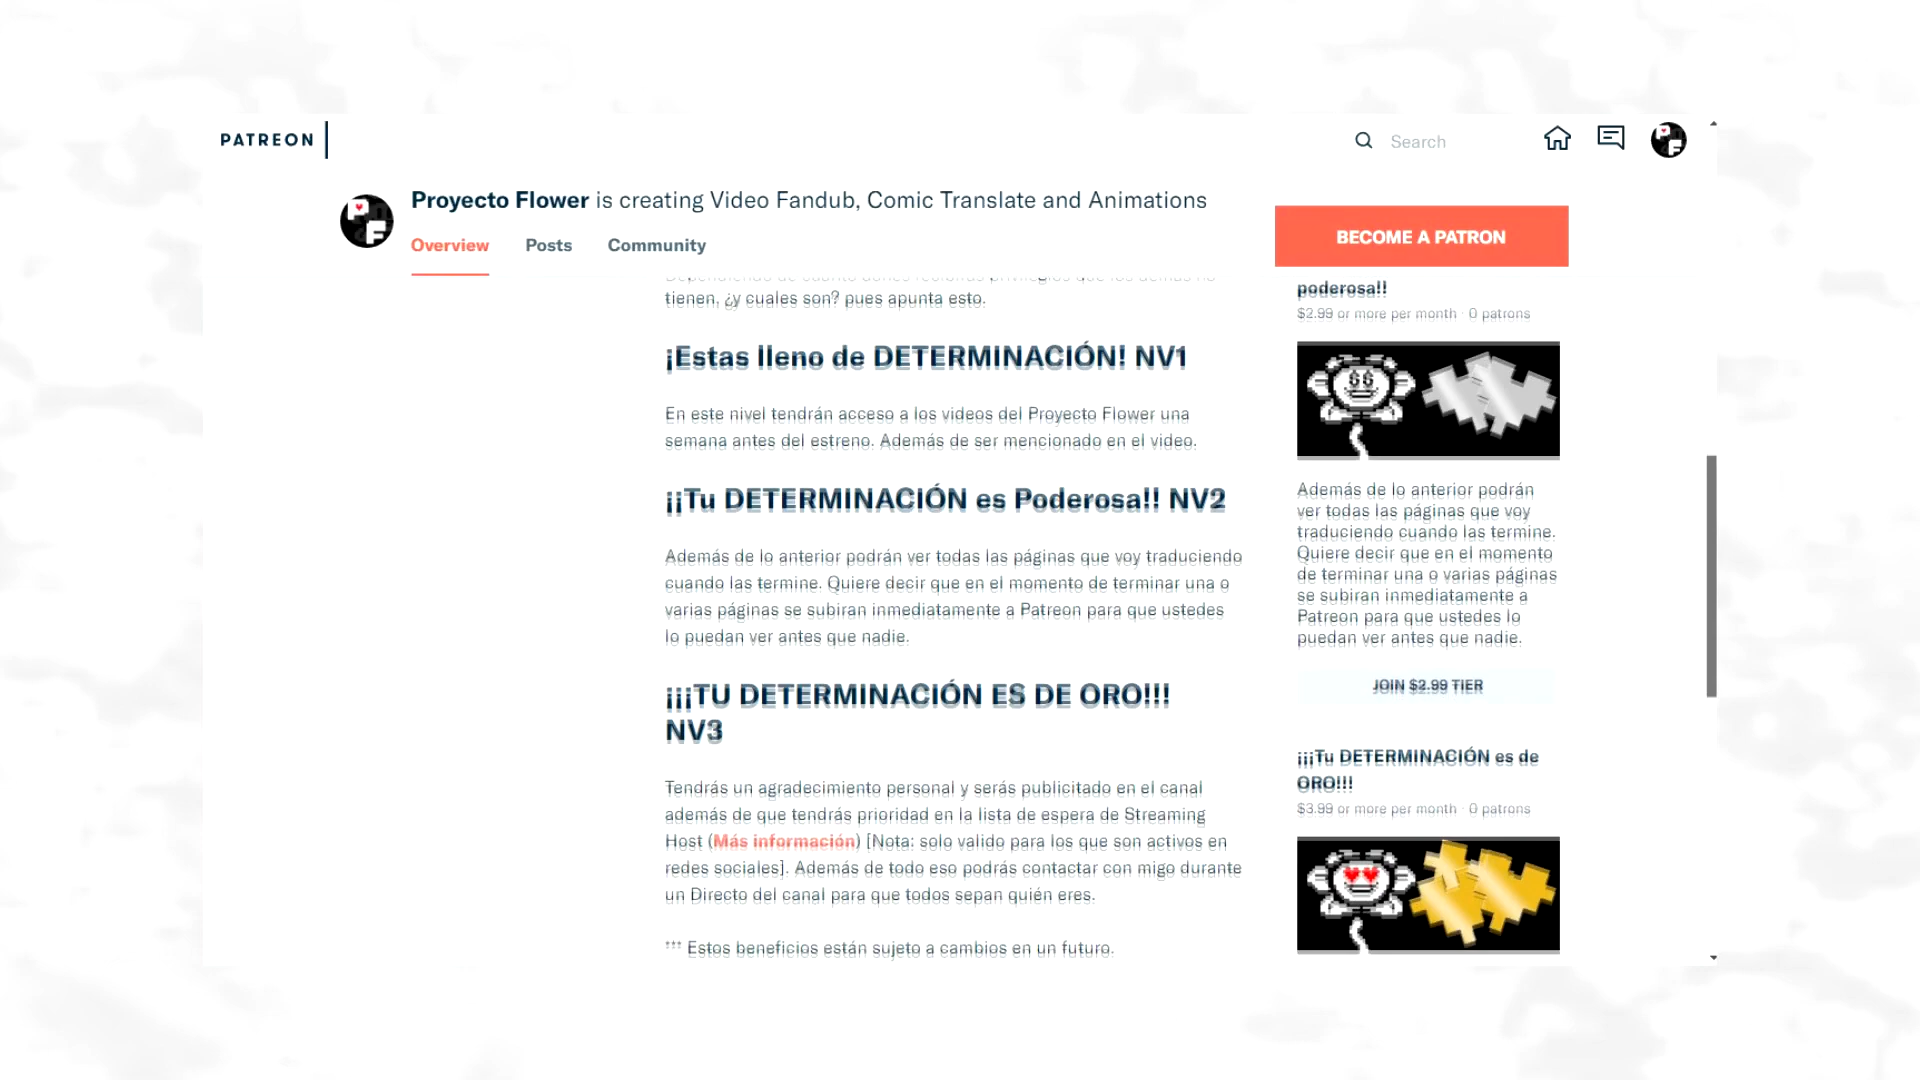 PATREON
Search
Proyecto Flower is creating Video Fandub, Comic Translate and Animations
Overview Posts Community
BECOME A PATRON
Dependiendo de cuanto dones recibiras privilegios que los demás no
tienen, ¿y cuales son? pues apunta esto.
¡Estas lleno de DETERMINACIÓN! NV1
En este nivel tendrán acceso a los videos del Proyecto Flower una
semana antes del estreno. Además de ser mencionado en el video.
¡¡Tu DETERMINACIÓN es Poderosa!! NV2
Además de lo anterior podrán ver todas las páginas que voy traduciendo
cuando las termine. Quiere decir que en el momento de terminar una o
varias páginas se subiran inmediatamente a Patreon para que ustedes
lo puedan ver antes que nadie.
¡¡¡TU DETERMINACIÓN ES DE ORO!!!
NV3
Tendrás un agradecimiento personal y serás publicitado en el canal
además de que tendrás prioridad en la lista de espera de Streaming
Host (Más información) [Nota: solo valido para los que son activos en
redes sociales]. Además de todo eso podrás contactar con migo durante
un Directo del canal para que todos sepan quién eres.
*** Estos beneficios están sujeto a cambios en un futuro.
poderosa!!
$2.99 or more per month · 0 patrons
Además de lo anterior podrán
ver todas las páginas que voy
traduciendo cuando las termine.
Quiere decir que en el momento
de terminar una o varias páginas
se subiran inmediatamente a
Patreon para que ustedes lo
puedan ver antes que nadie.
JOIN $2.99 TIER
¡¡¡Tu DETERMINACIÓN es de
ORO!!!
$3.99 or more per month · 0 patrons